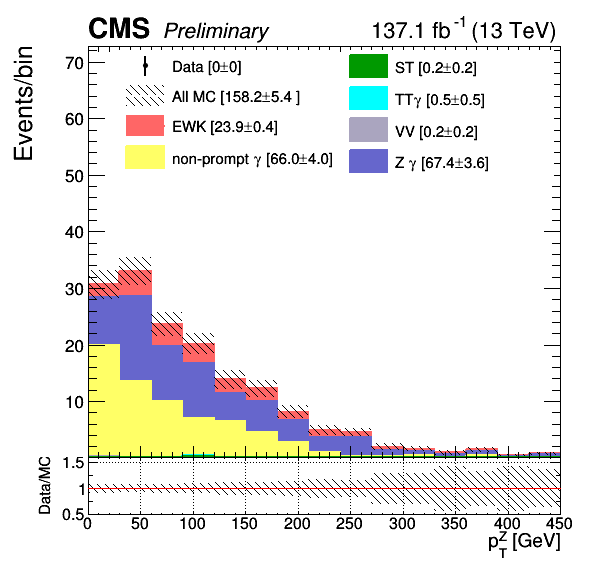 CMS Preliminary 137.1 fb⁻¹ (13 TeV)
Events/bin
70
60
50
40
30
20
10
Data [0±0]
All MC [158.2±5.4 ]
EWK [23.9±0.4]
non-prompt γ [66.0±4.0]
ST [0.2±0.2]
TTγ [0.5±0.5]
VV [0.2±0.2]
Z γ [67.4±3.6]
Data/MC
1.5
1
0.5
0 50 100 150 200 250 300 350 400 450
p_T^Z [GeV]